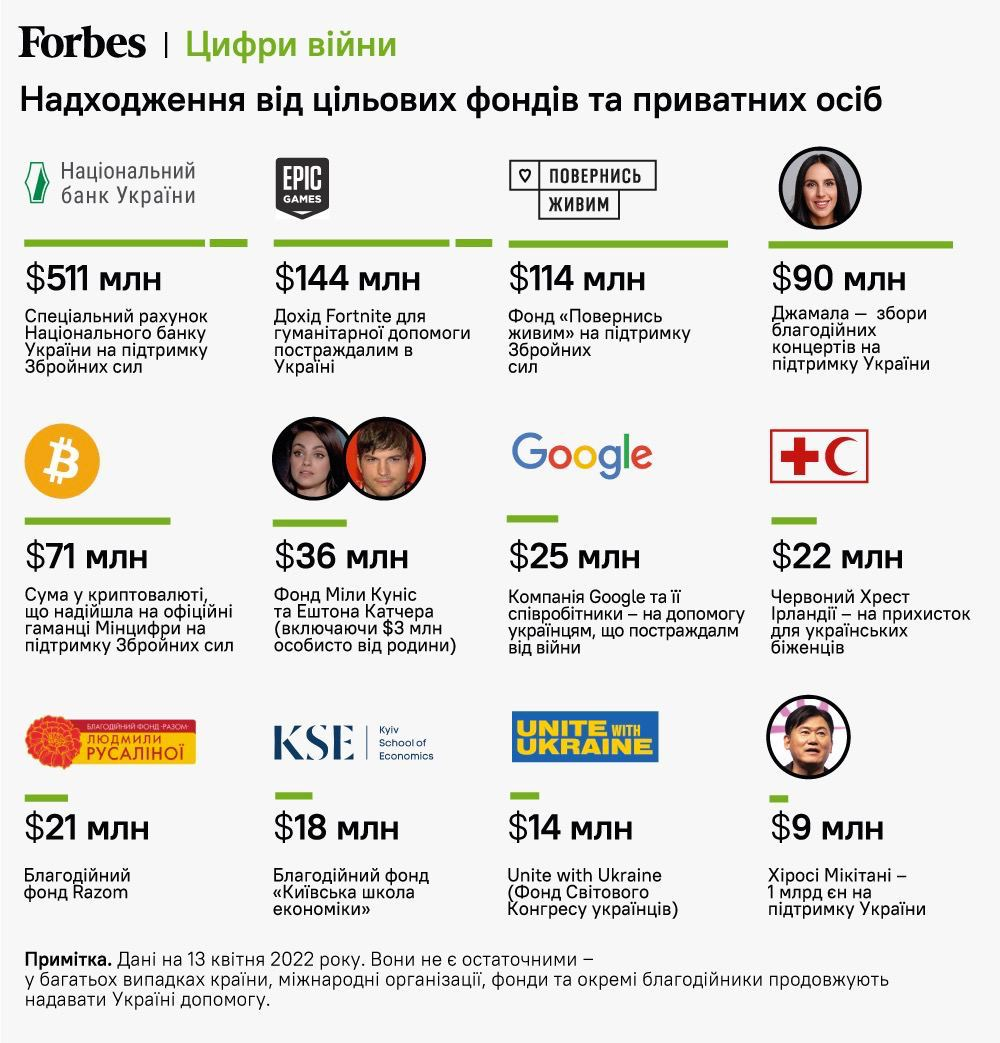 Forbes | Цифри війни
Надходження від цільових фондів та приватних осіб
Національний
банк України
$511 млн
Спеціальний рахунок
Національного банку
України на підтримку
Збройних сил
EPIC
GAMES
$144 млн
Дохід Fortnite для
гуманітарної допомоги
постраждалим в
Україні
ПОВЕРНИСЬ
ЖИВИМ
$114 млн
Фонд «Повернись
живим» на підтримку
Збройних
сил
$90 млн
Джамала — збори
благодійних
концертів на
підтримку України
$71 млн
Сума у криптовалюті,
що надійшла на офіційні
гаманці Мінцифри на
підтримку Збройних сил
$36 млн
Фонд Міли Куніс
та Ештона Катчера
(включаючи $3 млн
особисто від родини)
Google
$25 млн
Компанія Google та її
співробітники – на допомогу
українцям, що постраждалм
від війни
$22 млн
Червоний Хрест
Ірландії – на прихисток
для українських
біженців
БЛАГОДІЙНИЙ ФОНД «РАЗОМ»
ЛЮДМИЛИ
РУСАЛІНОЇ
$21 млн
Благодійний
фонд Razom
KSE | Kyiv
School of
Economics
$18 млн
Благодійний фонд
«Київська школа
економіки»
UNITE WITH
UKRAINE
$14 млн
Unite with Ukraine
(Фонд Світового
Конгресу українців)
$9 млн
Хіросі Мікітані –
1 млрд єн на
підтримку України
Примітка. Дані на 13 квітня 2022 року. Вони не є остаточними –
у багатьох випадках країни, міжнародні організації, фонди та окремі благодійники продовжують
надавати Україні допомогу.